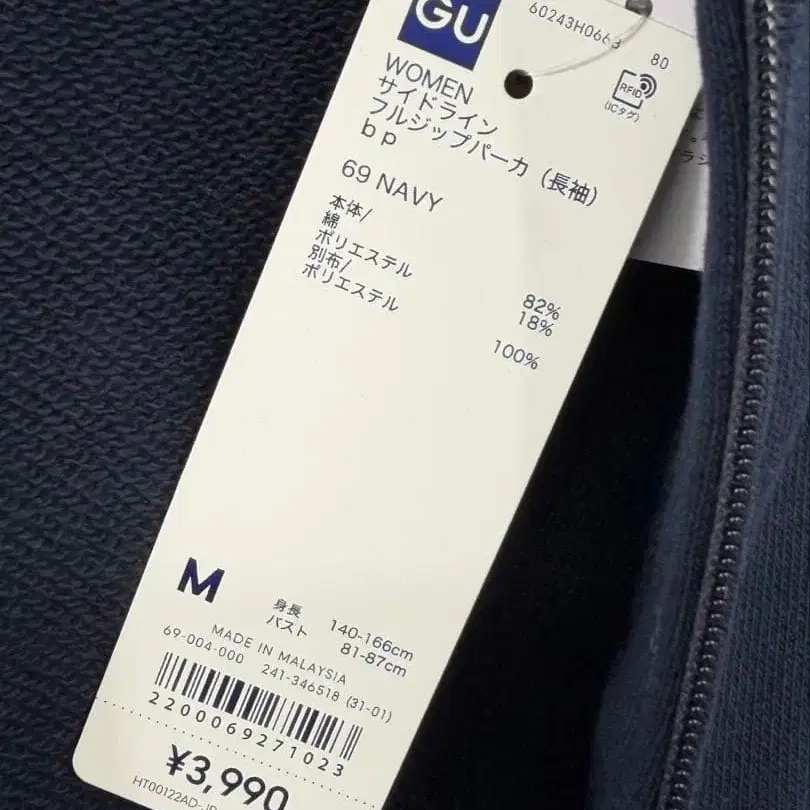 GU
60243H066
80
RFID
(ICタグ)
WOMEN
サイドライン
フルジップパーカ(長袖)
bp
69 NAVY
本体/
綿 82%
ポリエステル 18%
別布/
ポリエステル 100%
M
身長 140-166cm
バスト 81-87cm
MADE IN MALAYSIA
69-004-000 241-346518 (31-01)
2200069271023
¥3,990
HT00122AD-JP